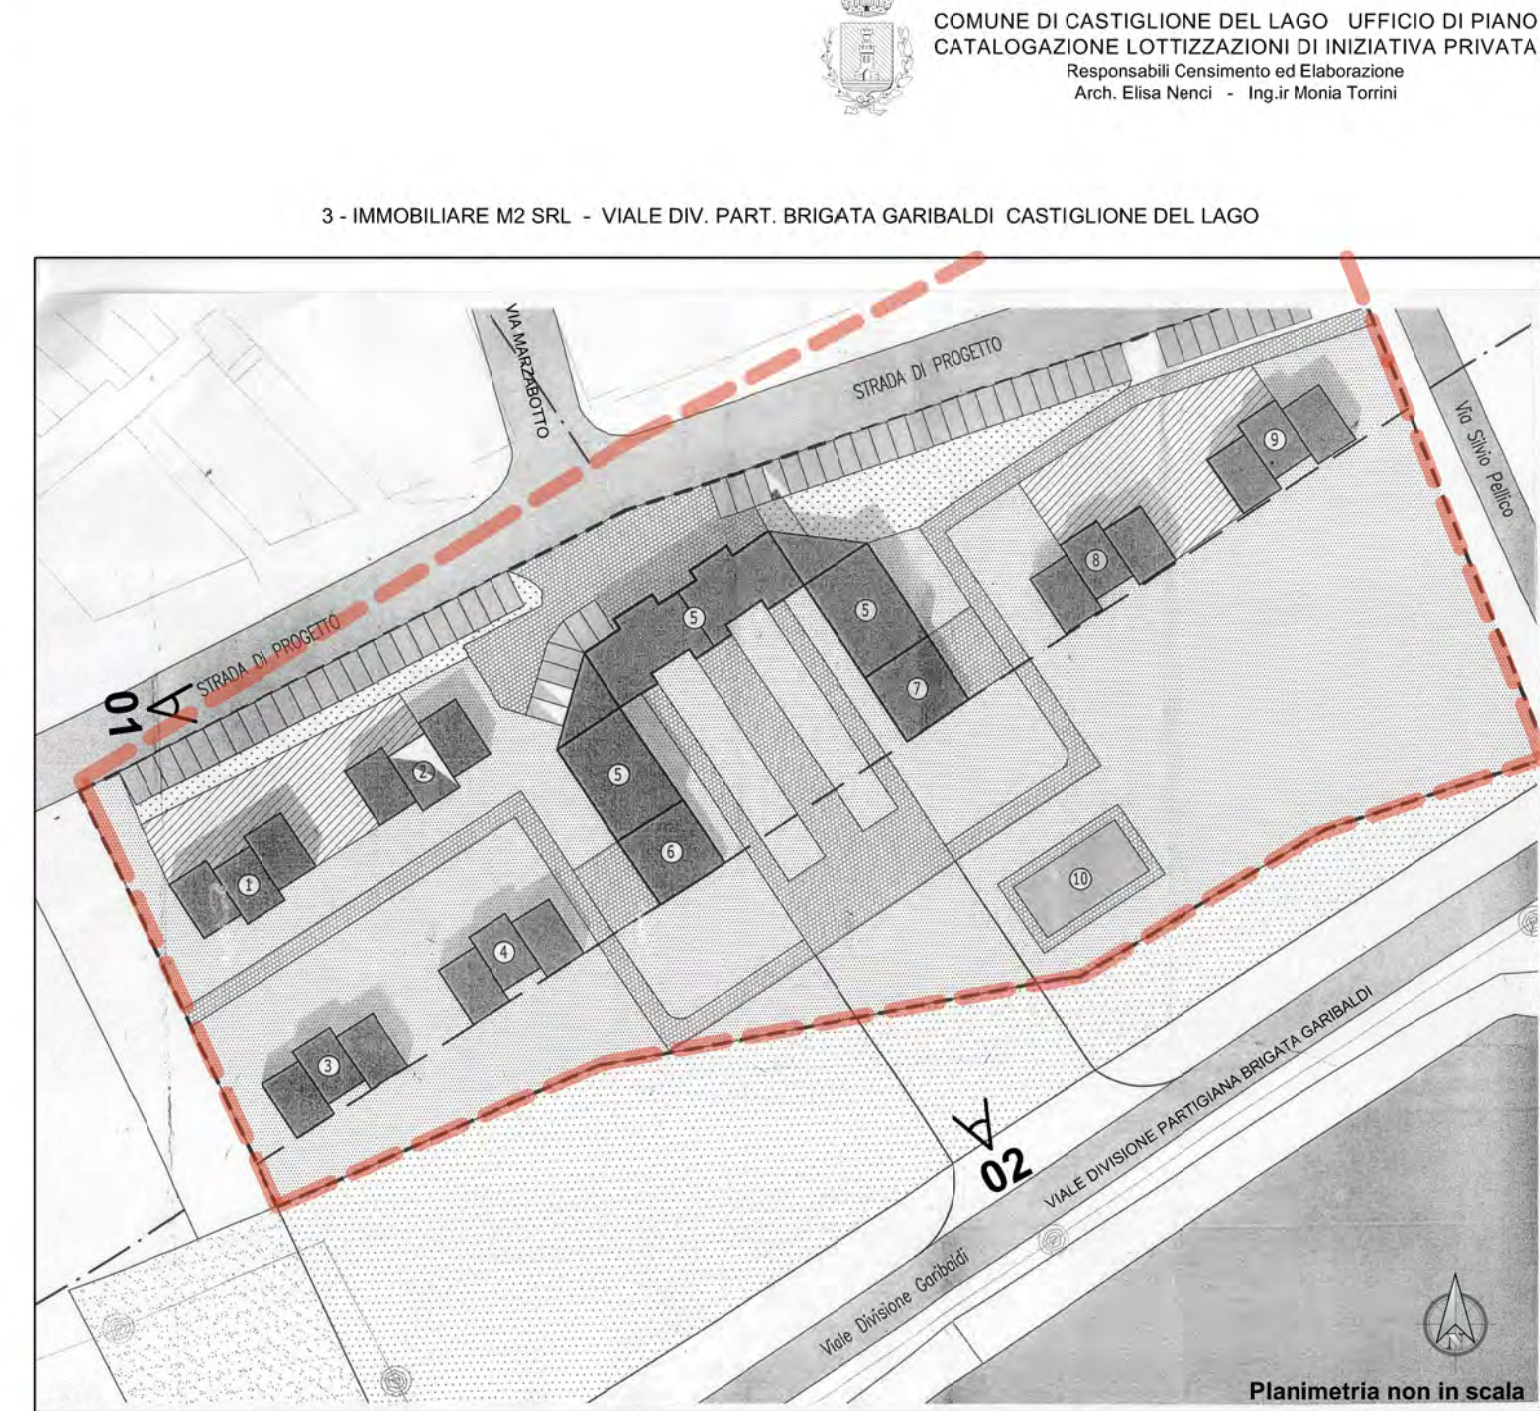 COMUNE DI CASTIGLIONE DEL LAGO UFFICIO DI PIANO
CATALOGAZIONE LOTTIZZAZIONI DI INIZIATIVA PRIVATA
Responsabili Censimento ed Elaborazione
Arch. Elisa Nenci - Ing.ir Monia Torrini
3 - IMMOBILIARE M2 SRL - VIALE DIV. PART. BRIGATA GARIBALDI CASTIGLIONE DEL LAGO
VIA MARZABOTTO
STRADA DI PROGETTO
Via Silvio Pellico
9
8
5
5
7
STRADA DI PROGETTO
01
2
5
6
1
10
4
3
02
VIALE DIVISIONE PARTIGIANA BRIGATA GARIBALDI
Viale Divisione Garibaldi
N
Planimetria non in scala